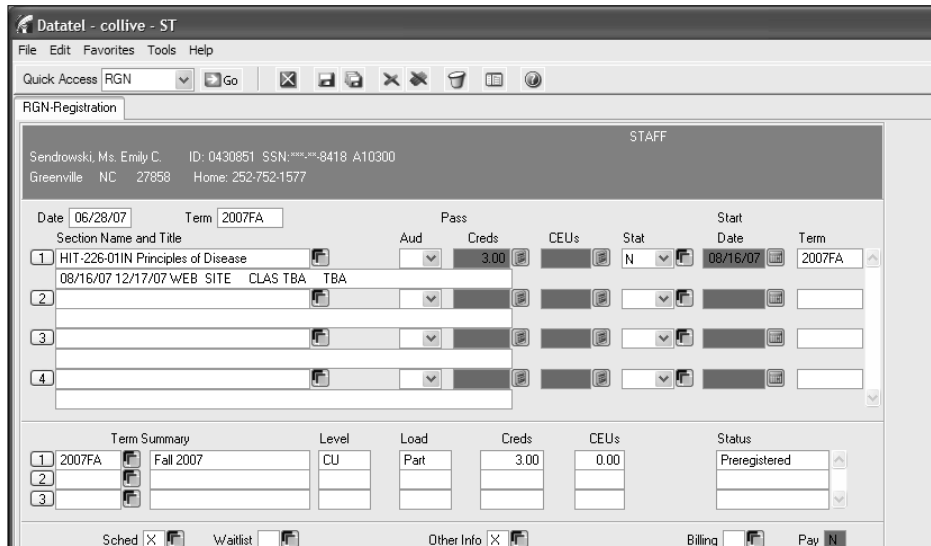 Datatel - collive - ST
File Edit Favorites Tools Help
Quick Access RGN Go
RGN-Registration
STAFF
Sendrowski, Ms. Emily C. ID: 0430851 SSN:***-**-8418 A10300
Greenville NC 27858 Home: 252-752-1577
Date 06/28/07 Term 2007FA Pass Start
Section Name and Title Aud Creds CEUs Stat Date Term
1 HIT-226-01IN Principles of Disease 3.00 N 08/16/07 2007FA
08/16/07 12/17/07 WEB SITE CLAS TBA TBA
2
3
4
Term Summary Level Load Creds CEUs Status
1 2007FA Fall 2007 CU Part 3.00 0.00 Preregistered
2
3
Sched X Waitlist Other Info X Billing Pay N